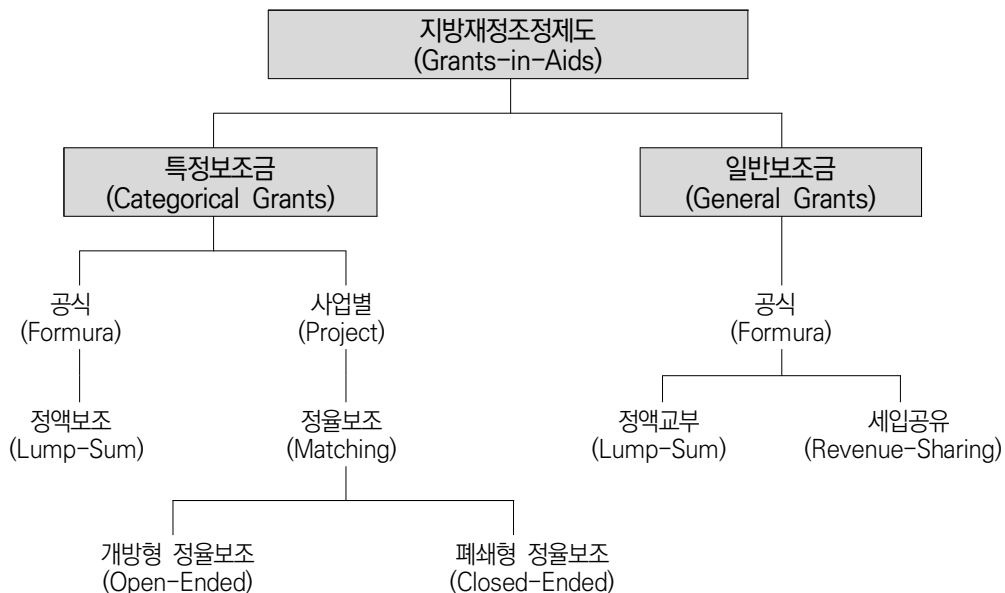 지방재정조정제도
(Grants-in-Aids)
특정보조금
(Categorical Grants)
일반보조금
(General Grants)
공식
(Formura)
사업별
(Project)
공식
(Formura)
정액보조
(Lump-Sum)
정율보조
(Matching)
정액교부
(Lump-Sum)
세입공유
(Revenue-Sharing)
개방형 정율보조
(Open-Ended)
폐쇄형 정율보조
(Closed-Ended)